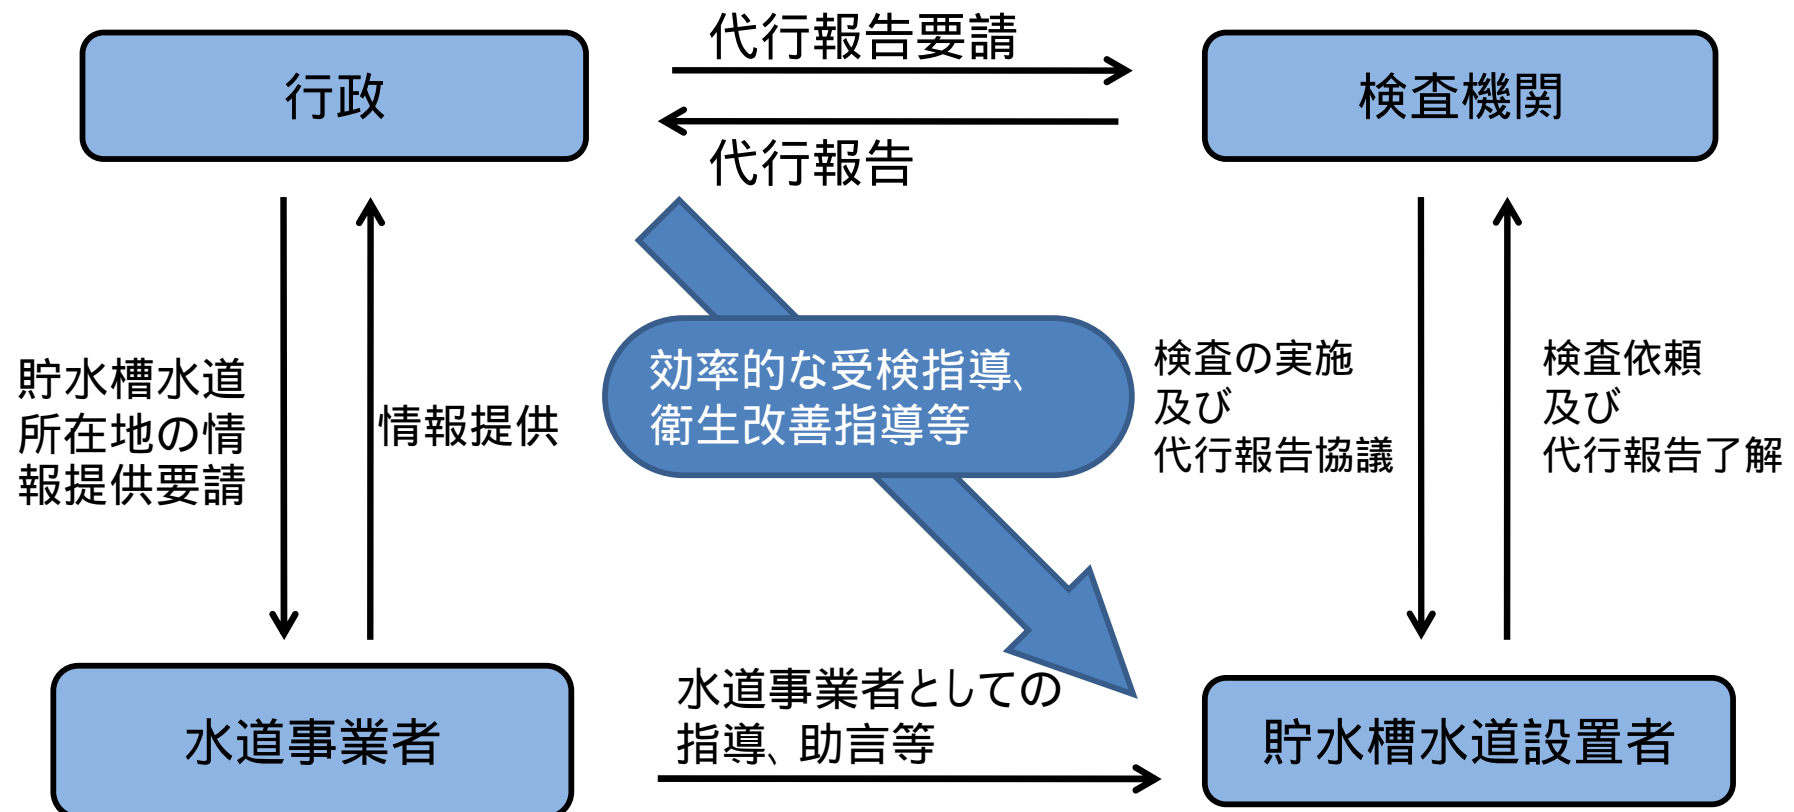 代行報告要請
行政
検査機関
代行報告
効率的な受検指導、
衛生改善指導等
貯水槽水道
所在地の情
報提供要請
情報提供
検査の実施
及び
代行報告協議
検査依頼
及び
代行報告了解
水道事業者としての
指導、助言等
水道事業者
貯水槽水道設置者